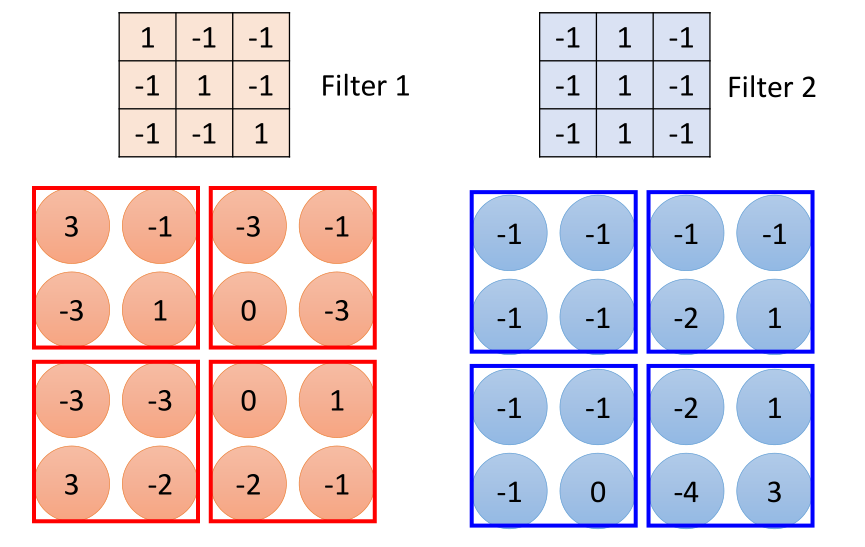 1 -1 -1
-1 1 -1
-1 -1 1
Filter 1
-1 1 -1
-1 1 -1
-1 1 -1
Filter 2
3 -1 -3 -1
-3 1 0 -3
-3 -3 0 1
3 -2 -2 -1
-1 -1 -1 -1
-1 -1 -2 1
-1 -1 -2 1
-1 0 -4 3